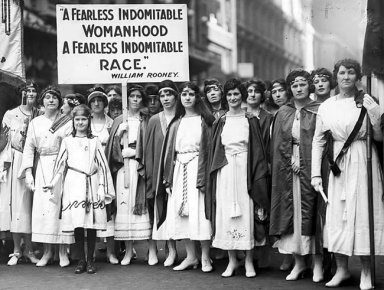 "A FEARLESS INDOMITABLE
WOMANHOOD
A FEARLESS INDOMITABLE
RACE."
WILLIAM ROONEY.